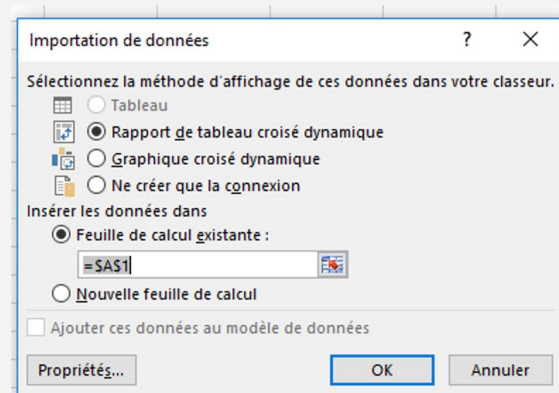 Importation de données ?
Sélectionnez la méthode d'affichage de ces données dans votre classeur.
Tableau
Rapport de tableau croisé dynamique
Graphique croisé dynamique
Ne créer que la connexion
Insérer les données dans
Feuille de calcul existante :
=$A$1
Nouvelle feuille de calcul
Ajouter ces données au modèle de données
Propriétés... OK Annuler